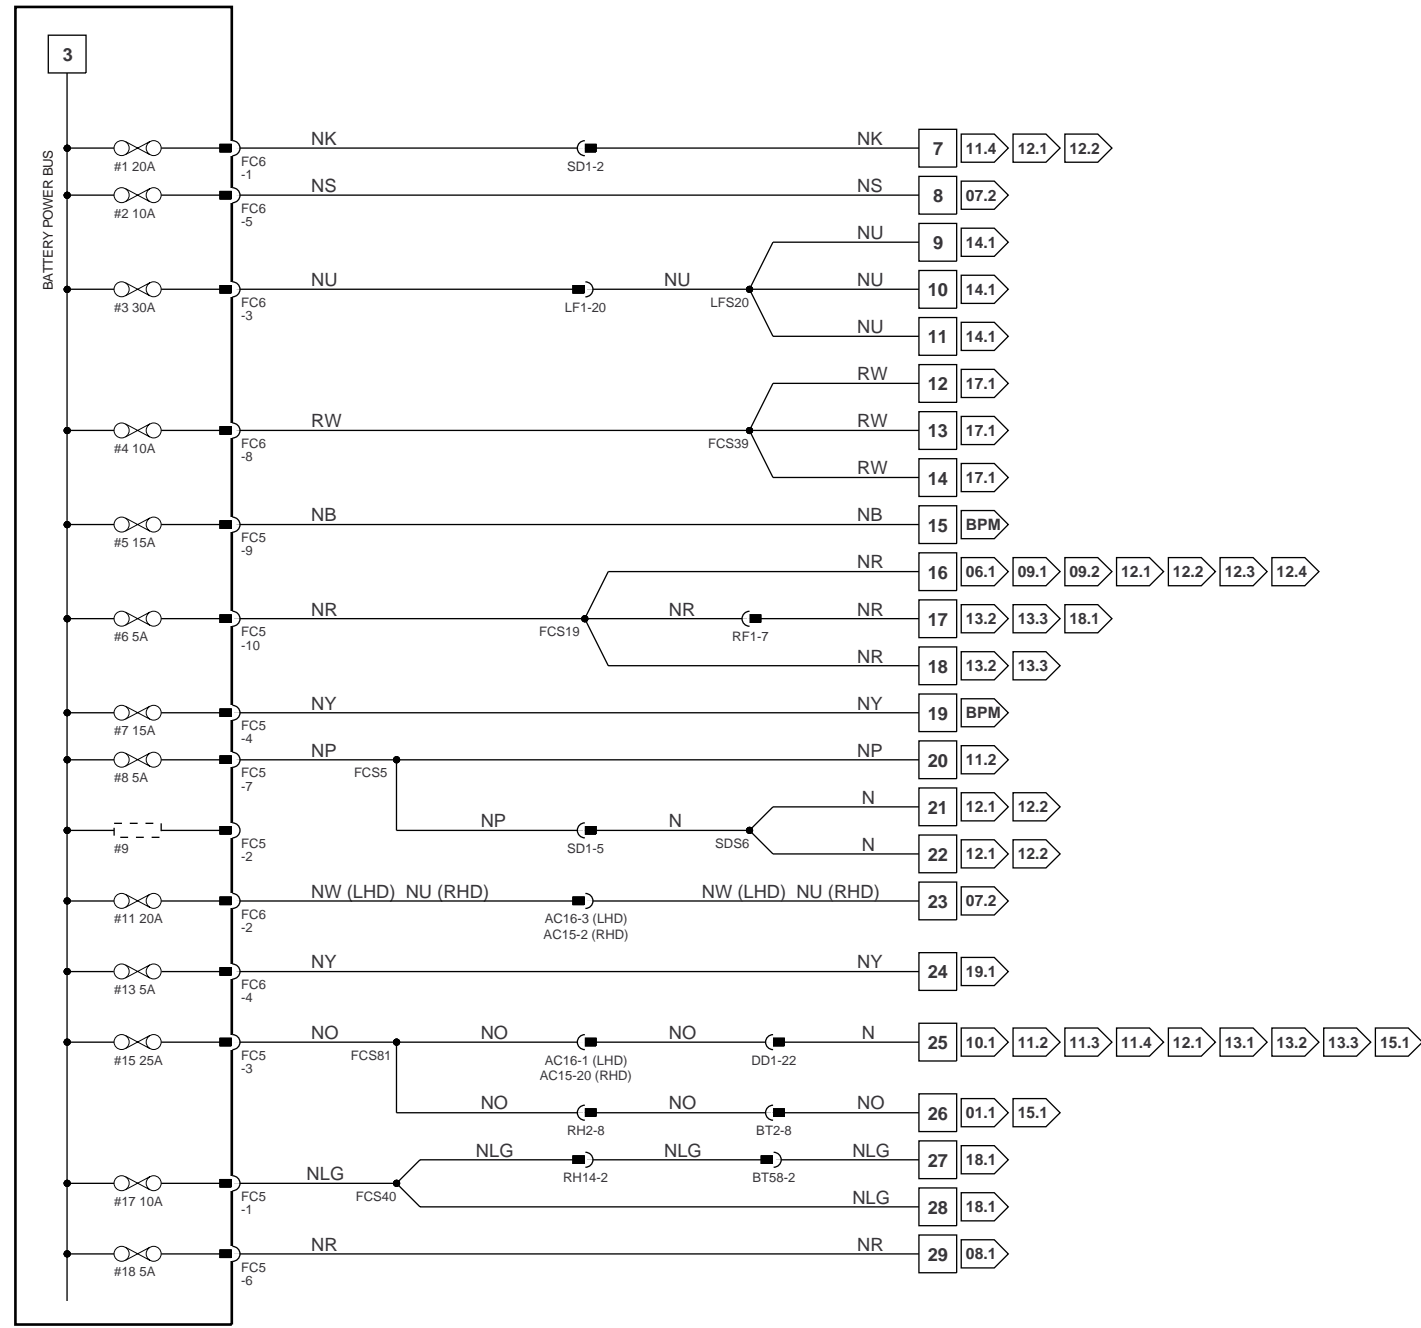 3
BATTERY POWER BUS
#1 20A
FC6
-1
NK
SD1-2
NK
7 11.4 12.1 12.2
#2 10A
FC6
-5
NS
NS
8 07.2
NU
9 14.1
#3 30A
FC6
-3
NU
LF1-20
NU
LFS20
NU
10 14.1
NU
11 14.1
RW
12 17.1
#4 10A
FC6
-8
RW
FCS39
RW
13 17.1
RW
14 17.1
#5 15A
FC5
-9
NB
NB
15 BPM
NR
16 06.1 09.1 09.2 12.1 12.2 12.3 12.4
#6 5A
FC5
-10
NR
FCS19
NR
RF1-7
NR
17 13.2 13.3 18.1
NR
18 13.2 13.3
#7 15A
FC5
-4
NY
NY
19 BPM
#8 5A
FC5
-7
NP
FCS5
NP
20 11.2
N
21 12.1 12.2
#9
FC5
-2
NP
SD1-5
N
SDS6
N
22 12.1 12.2
#11 20A
FC6
-2
NW (LHD) NU (RHD)
AC16-3 (LHD)
AC15-2 (RHD)
NW (LHD) NU (RHD)
23 07.2
#13 5A
FC6
-4
NY
NY
24 19.1
#15 25A
FC5
-3
NO
FCS81
NO
AC16-1 (LHD)
AC15-20 (RHD)
NO
DD1-22
N
25 10.1 11.2 11.3 11.4 12.1 13.1 13.2 13.3 15.1
NO
RH2-8
NO
BT2-8
NO
26 01.1 15.1
NLG
RH14-2
NLG
BT58-2
NLG
27 18.1
#17 10A
FC5
-1
NLG
FCS40
NLG
28 18.1
#18 5A
FC5
-6
NR
NR
29 08.1